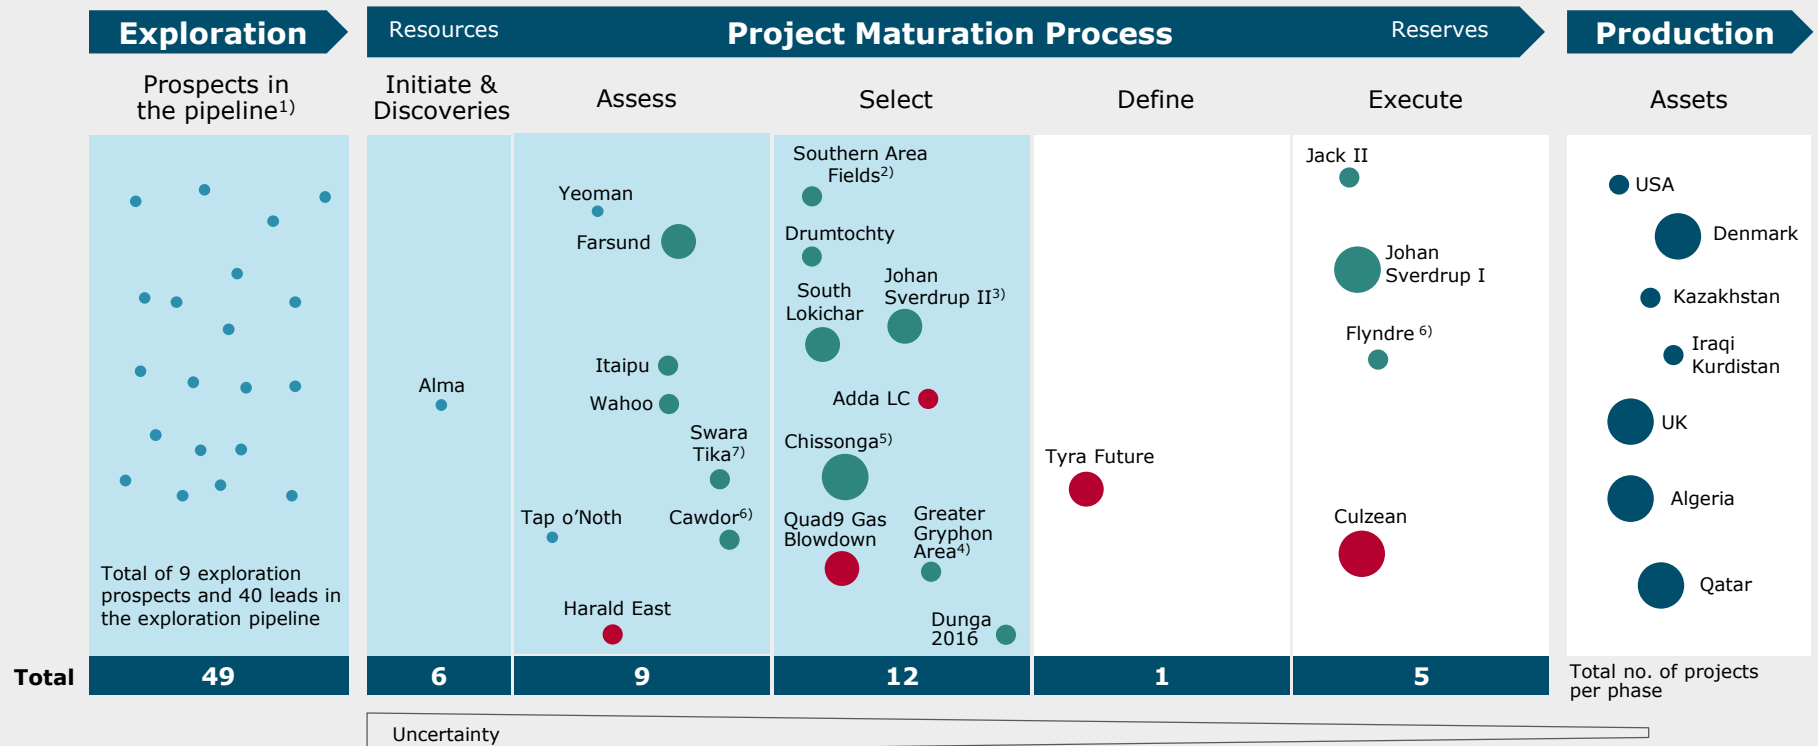 Exploration
Resources
Project Maturation Process
Reserves
Production
Prospects in
the pipeline1)
Initiate &
Discoveries
Assess
Select
Define
Execute
Assets
Total of 9 exploration
prospects and 40 leads in
the exploration pipeline
Alma
Yeoman
Farsund
Itaipu
Wahoo
Swara
Tika7)
Tap o’Noth
Cawdor6)
Harald East
Southern Area
Fields2)
Drumtochty
South
Lokichar
Johan
Sverdrup II3)
Adda LC
Chissonga5)
Quad9 Gas
Blowdown
Greater
Gryphon
Area4)
Dunga
2016
Tyra Future
Jack II
Johan
Sverdrup I
Flyndre 6)
Culzean
USA
Denmark
Kazakhstan
Iraqi
Kurdistan
UK
Algeria
Qatar
Total
49
6
9
12
1
5
Total no. of projects
per phase
Uncertainty